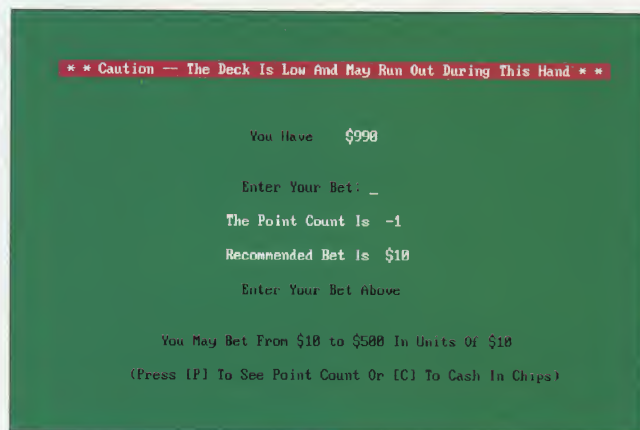 * * Caution -- The Deck Is Low And May Run Out During This Hand * *
You Have $990
Enter Your Bet: _
The Point Count Is -1
Recommended Bet Is $10
Enter Your Bet Above
You May Bet From $10 to $500 In Units Of $10
(Press [P] To See Point Count Or [C] To Cash In Chips)